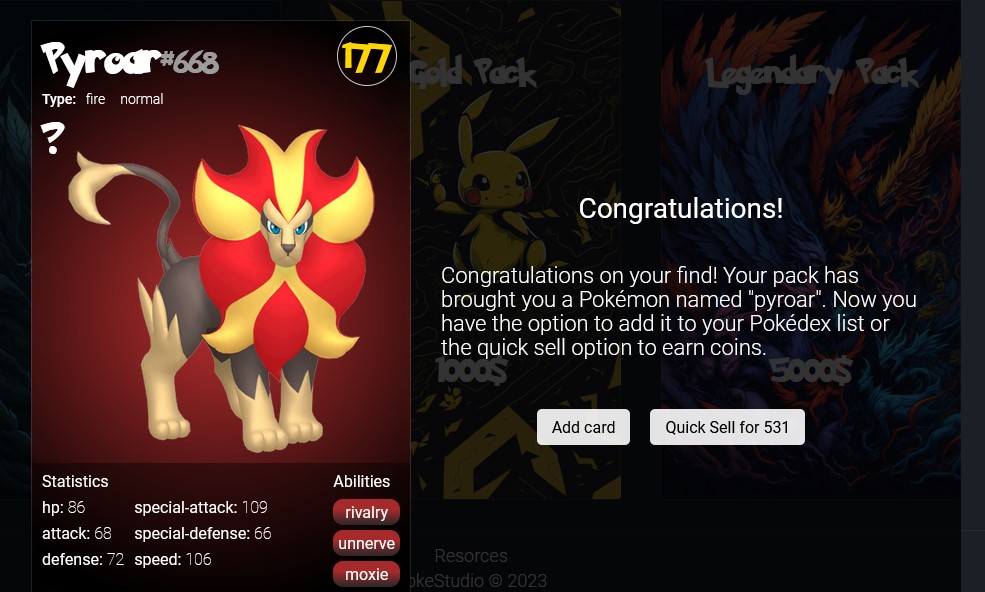 Pyroar#668
177
Type: fire normal
?
Gold Pack
Legendary Pack
Congratulations!
Congratulations on your find! Your pack has
brought you a Pokémon named "pyroar". Now you
have the option to add it to your Pokédex list or
the quick sell option to earn coins.
1000$
5000$
Add card
Quick Sell for 531
Statistics
Abilities
hp: 86 special-attack: 109
rivalry
attack: 68 special-defense: 66
unnerve
defense: 72 speed: 106
moxie
Resorces
okeStudio © 2023